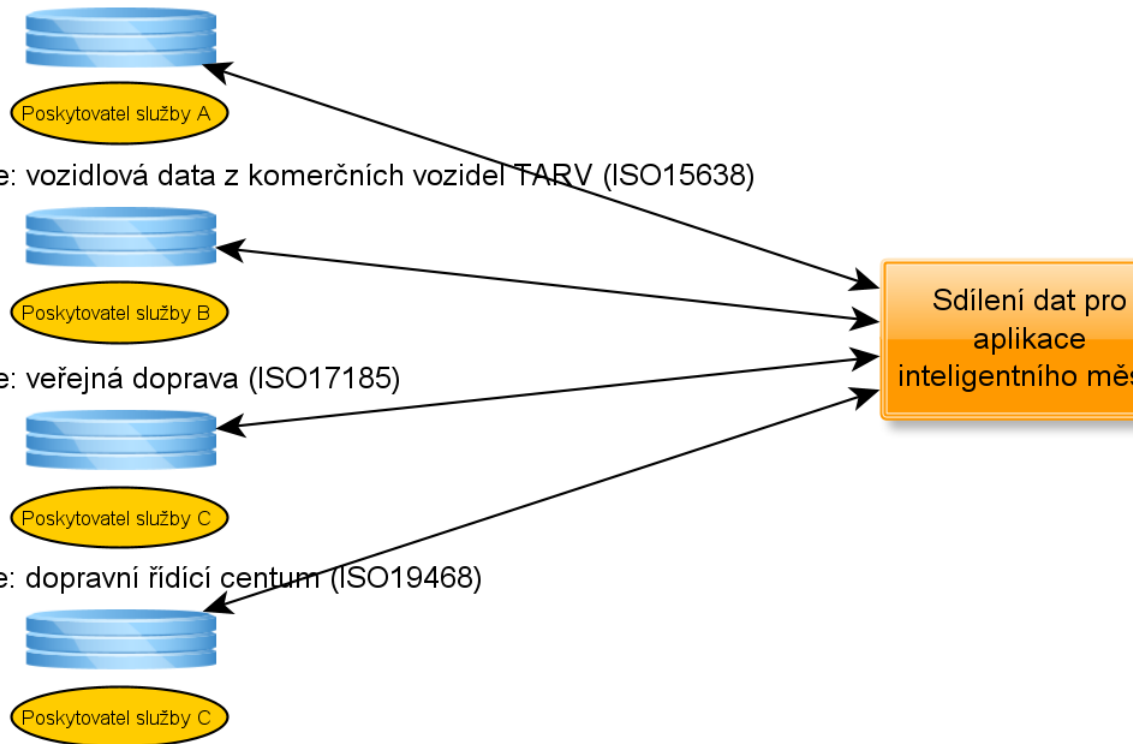 Poskytovatel služby A
e: vozidlová data z komerčních vozidel TARV (ISO15638)
Poskytovatel služby B
e: veřejná doprava (ISO17185)
Poskytovatel služby C
e: dopravní řídící centum (ISO19468)
Poskytovatel služby C
Sdílení dat pro
aplikace
inteligentního měs